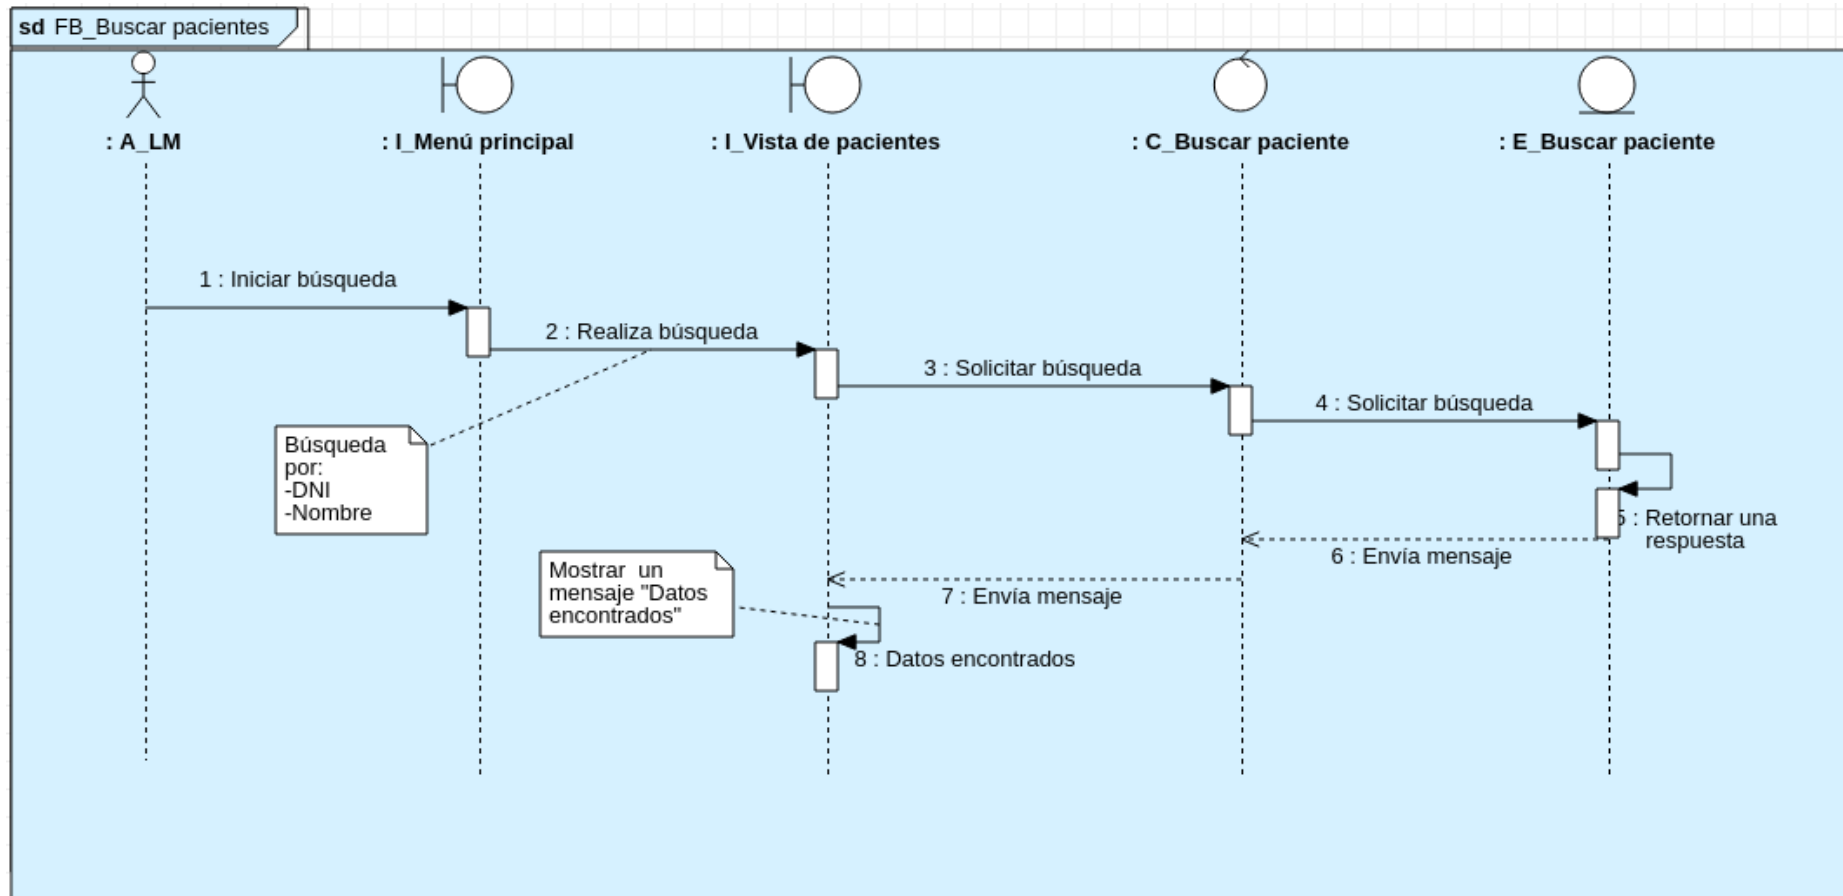 sd FB_Buscar pacientes
: A_LM
: I_Menú principal
: I_Vista de pacientes
: C_Buscar paciente
: E_Buscar paciente
1 : Iniciar búsqueda
2 : Realiza búsqueda
3 : Solicitar búsqueda
4 : Solicitar búsqueda
Búsqueda
por:
-DNI
-Nombre
5 : Retornar una
respuesta
6 : Envía mensaje
Mostrar un
mensaje "Datos
encontrados"
7 : Envía mensaje
8 : Datos encontrados